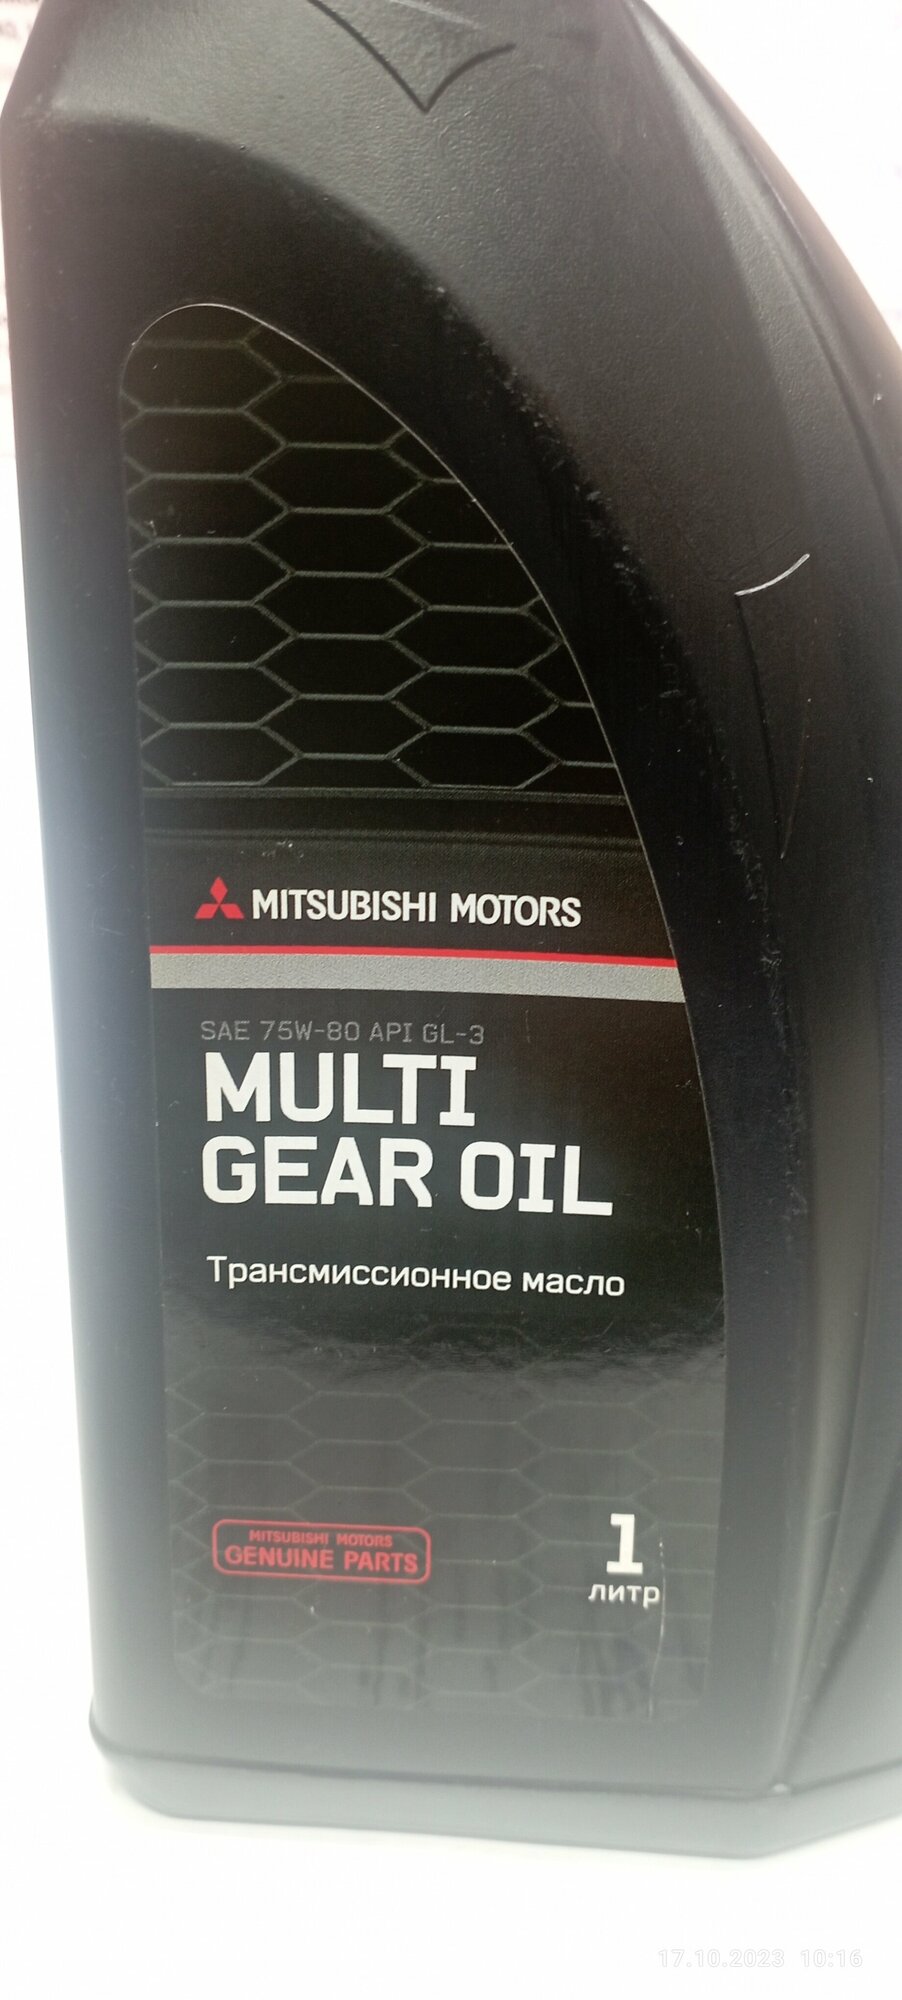 MITSUBISHI MOTORS
SAE 75W-80 API GL-3
MULTI
GEAR OIL
Трансмиссионное масло
MITSUBISHI MOTORS
GENUINE PARTS
1
литр
17.10.2023 10:16